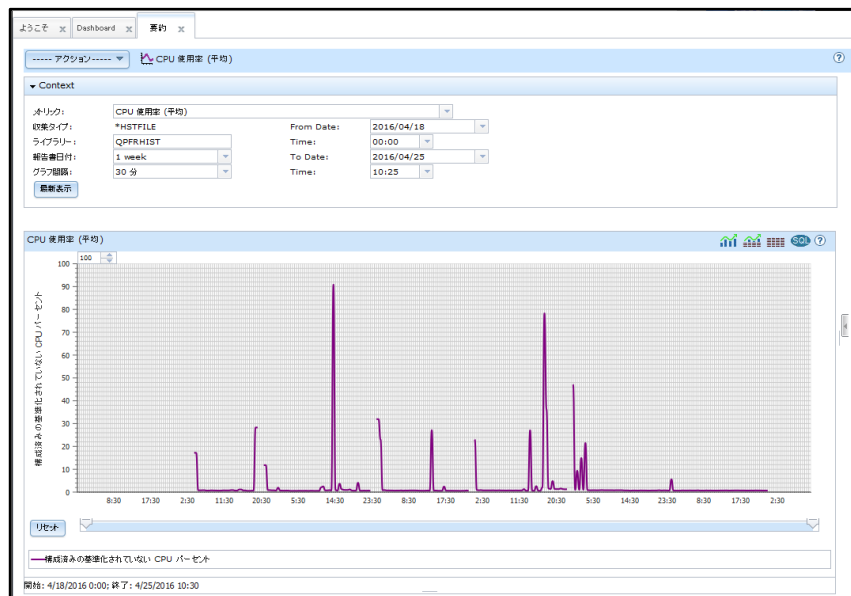 ようこそ x Dashboard x 要約 x
----- アクション----- CPU 使用率 (平均) ?
Context
メトリック: CPU 使用率 (平均)
収集タイプ: *HSTFILE From Date: 2016/04/18
ライブラリー: QPFRHIST Time: 00:00
報告書日付: 1 week To Date: 2016/04/25
グラフ間隔: 30 分 Time: 10:25
最新表示
CPU 使用率 (平均) SQL ?
100
構成済みの基準化されていない CPU パーセント
100
90
80
70
60
50
40
30
20
10
0
8:30 17:30 2:30 11:30 20:30 5:30 14:30 23:30 8:30 17:30 2:30 11:30 20:30 5:30 14:30 23:30 8:30 17:30 2:30
リセット
構成済みの基準化されていない CPU パーセント
開始: 4/18/2016 0:00; 終了: 4/25/2016 10:30